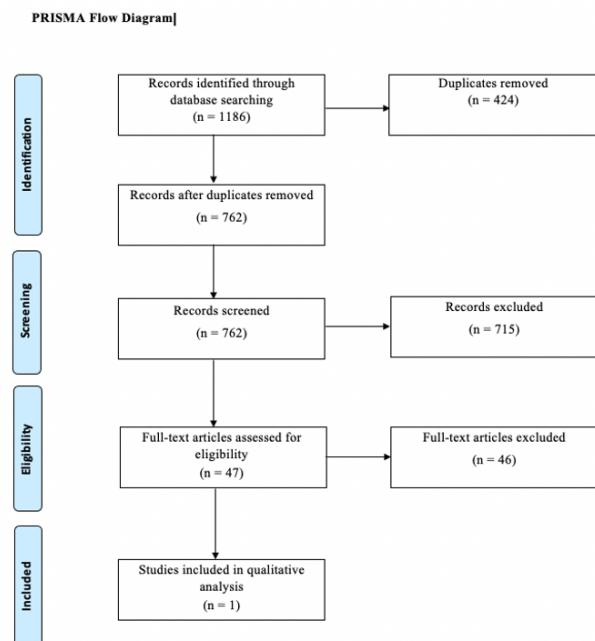 PRISMA Flow Diagram
Identification
Records identified through
database searching
(n = 1186)
Duplicates removed
(n = 424)
Records after duplicates removed
(n = 762)
Screening
Records screened
(n = 762)
Records excluded
(n = 715)
Eligibility
Full-text articles assessed for
eligibility
(n = 47)
Full-text articles excluded
(n = 46)
Included
Studies included in qualitative
analysis
(n = 1)